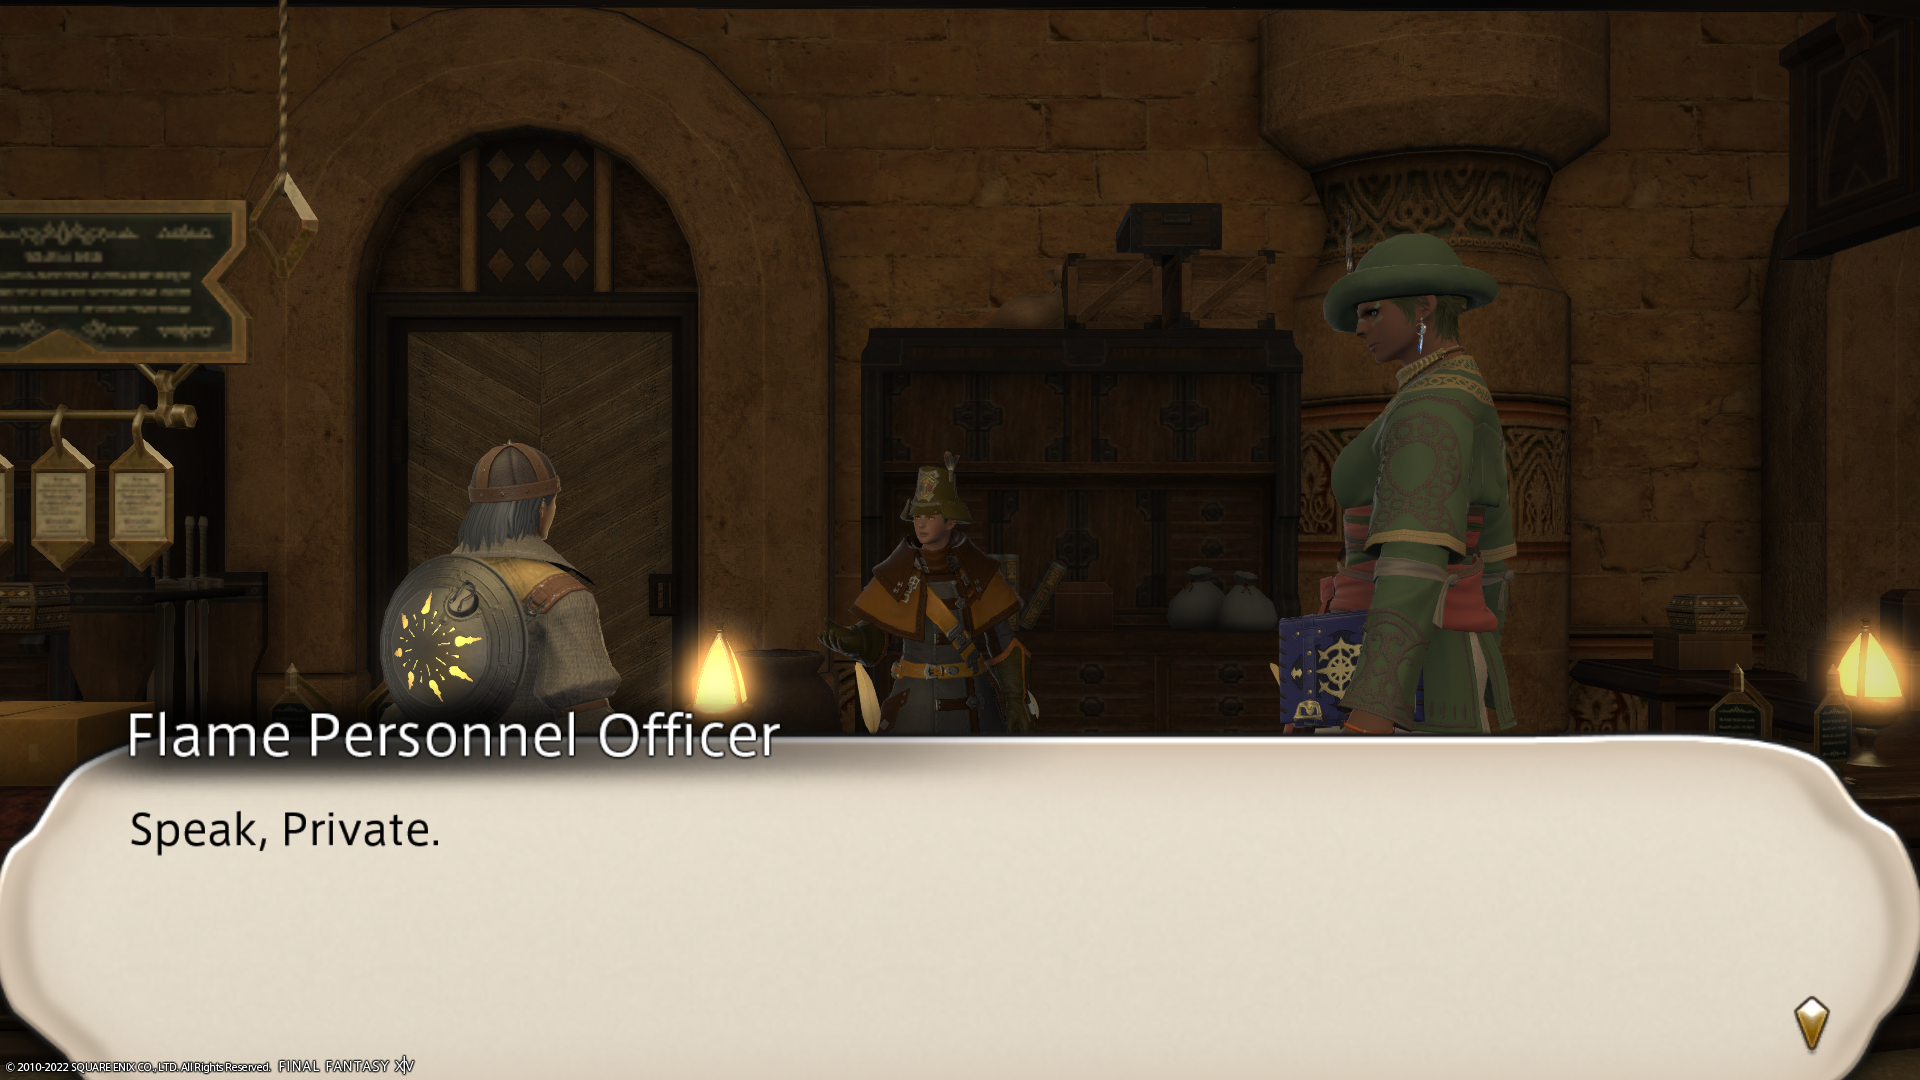 Flame Personnel Officer
Speak, Private.
© 2010-2022 SQUARE ENIX CO., LTD. All Rights Reserved. FINAL FANTASY XIV